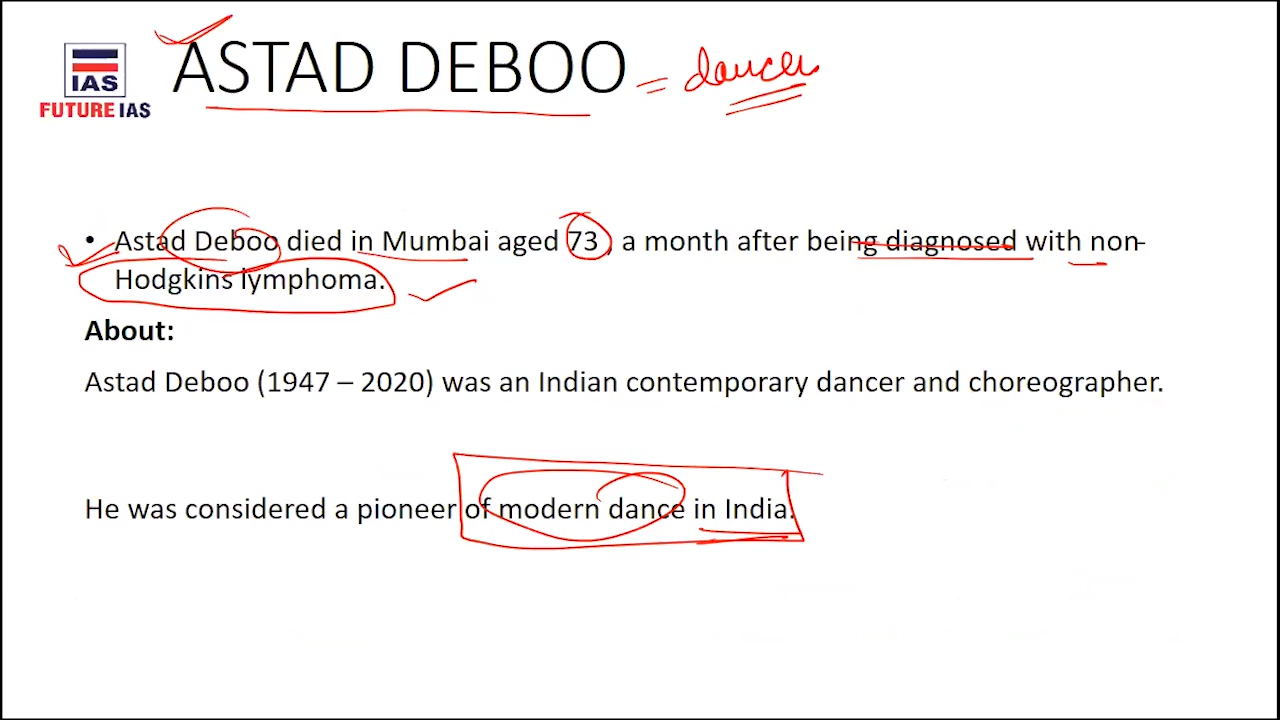 IAS
FUTURE IAS
ASTAD DEBOO = dancer
• Astad Deboo died in Mumbai aged 73, a month after being diagnosed with non-
Hodgkins lymphoma.
About:
Astad Deboo (1947 – 2020) was an Indian contemporary dancer and choreographer.
He was considered a pioneer of modern dance in India.